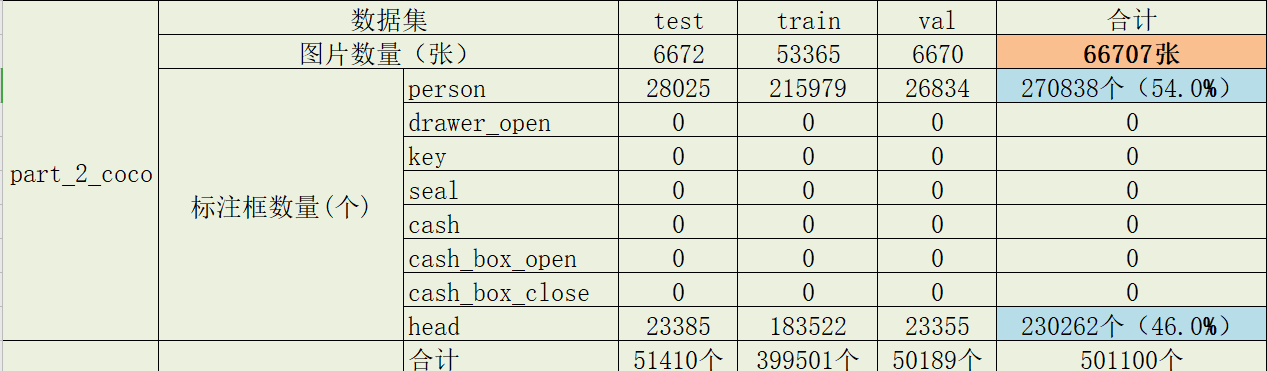 数据集 test train val 合计
图片数量（张） 6672 53365 6670 66707张
person 28025 215979 26834 270838个（54.0%）
drawer_open 0 0 0 0
key 0 0 0 0
part_2_coco
seal 0 0 0 0
标注框数量(个)
cash 0 0 0 0
cash_box_open 0 0 0 0
cash_box_close 0 0 0 0
head 23385 183522 23355 230262个（46.0%）
合计 51410个 399501个 50189个 501100个